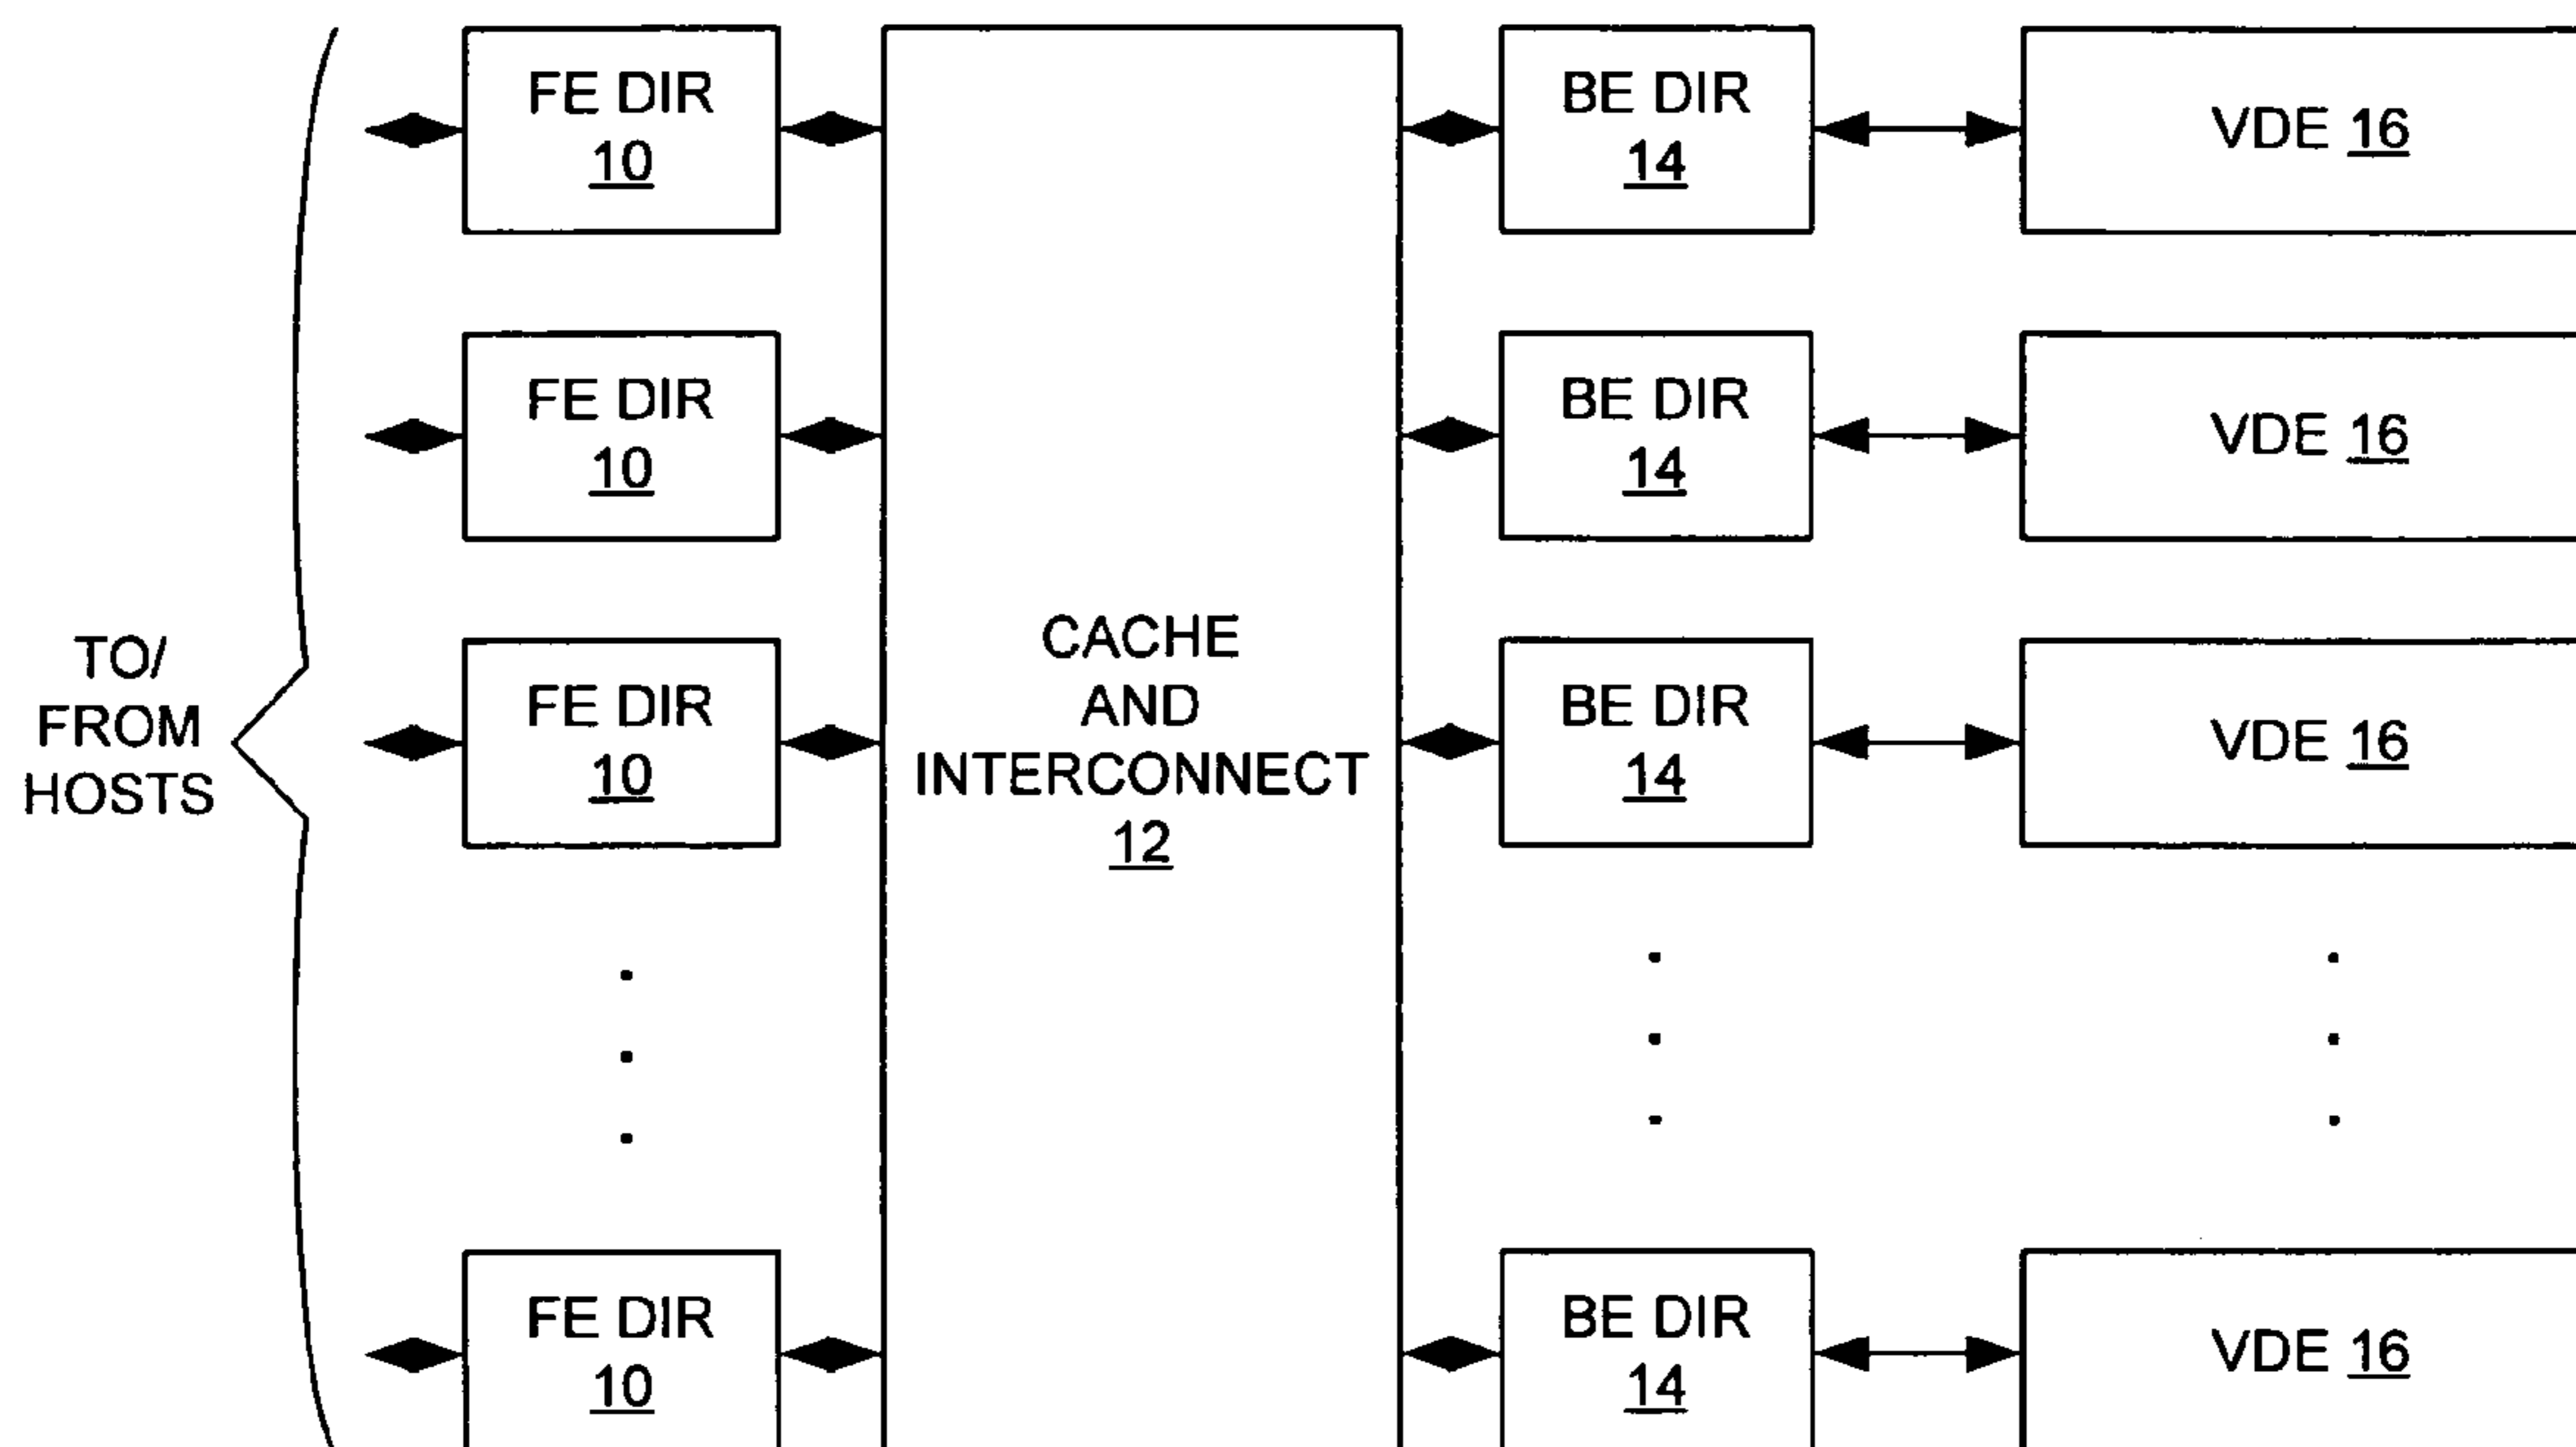 FE DIR
10
BE DIR
14
VDE 16
FE DIR
10
BE DIR
14
VDE 16
TO/
FROM
HOSTS
FE DIR
10
CACHE
AND
INTERCONNECT
12
BE DIR
14
VDE 16
FE DIR
10
BE DIR
14
VDE 16